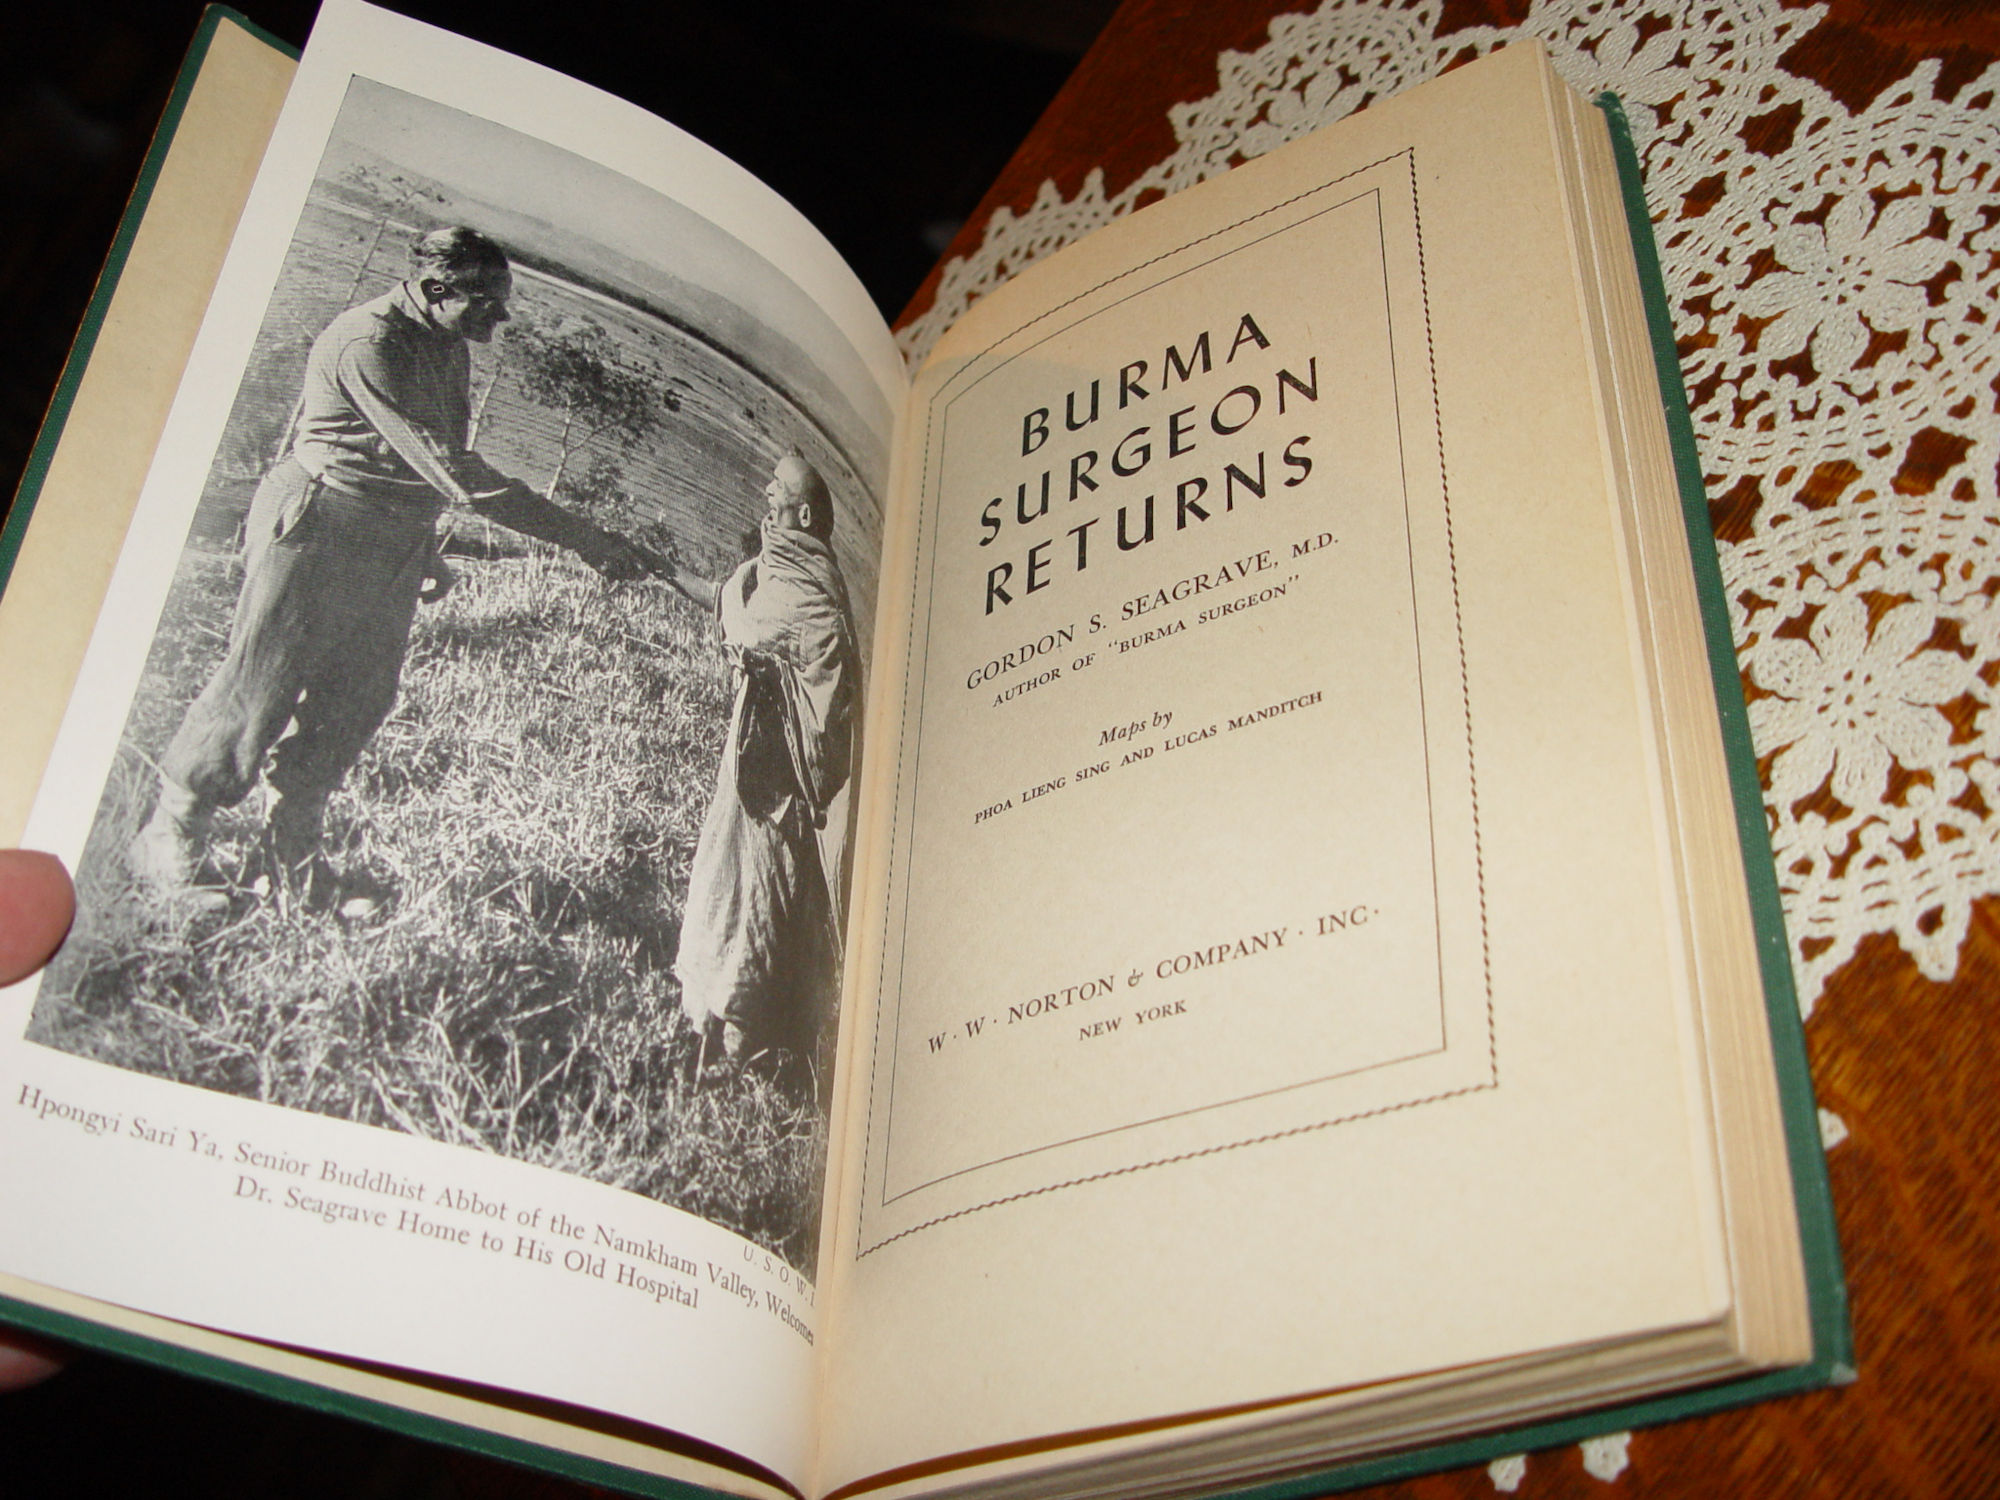 U. S. O. W. I.
Hpongyi Sari Ya, Senior Buddhist Abbot of the Namkham Valley, Welcomes
Dr. Seagrave Home to His Old Hospital
BURMA
SURGEON
RETURNS
GORDON S. SEAGRAVE, M.D.
AUTHOR OF "BURMA SURGEON"
Maps by
PHOA LIENG SING AND LUCAS MANDITCH
W · W · NORTON & COMPANY · INC ·
NEW YORK